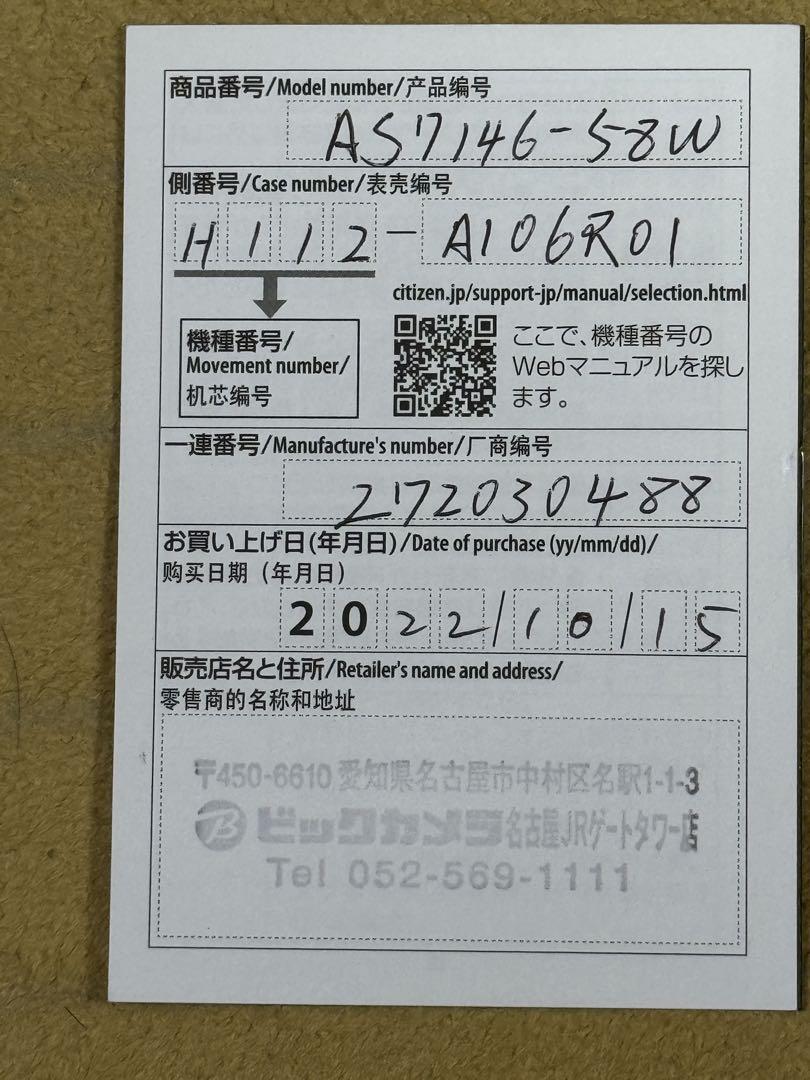 商品番号/Model number/产品编号
AS7146-58W
側番号/Case number/表壳编号
H112-A106R01
citizen.jp/support-jp/manual/selection.html
機種番号/
Movement number/
机芯编号
ここで、機種番号の
Webマニュアルを探し
ます。
一連番号/Manufacture's number/厂商编号
272030488
お買い上げ日(年月日)/Date of purchase (yy/mm/dd)/
购买日期（年月日）
2022/10/15
販売店名と住所/Retailer's name and address/
零售商的名称和地址
〒450-6610 愛知県名古屋市中村区名駅1-1-3
B ビックカメラ名古屋JRゲートタワー店
Tel 052-569-1111